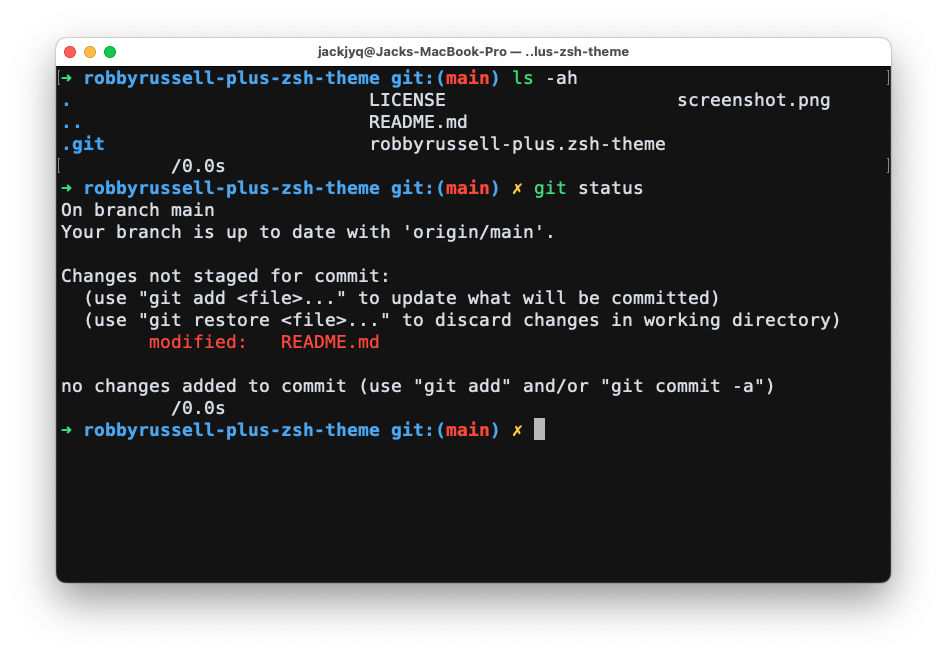 jackjyq@Jacks-MacBook-Pro — ..lus-zsh-theme
[➜ robbyrussell-plus-zsh-theme git:(main) ls -ah ]
. LICENSE screenshot.png
.. README.md
.git robbyrussell-plus.zsh-theme
[ /0.0s ]
➜ robbyrussell-plus-zsh-theme git:(main) ✗ git status
On branch main
Your branch is up to date with 'origin/main'.
Changes not staged for commit:
(use "git add <file>..." to update what will be committed)
(use "git restore <file>..." to discard changes in working directory)
modified: README.md
no changes added to commit (use "git add" and/or "git commit -a")
/0.0s
➜ robbyrussell-plus-zsh-theme git:(main) ✗